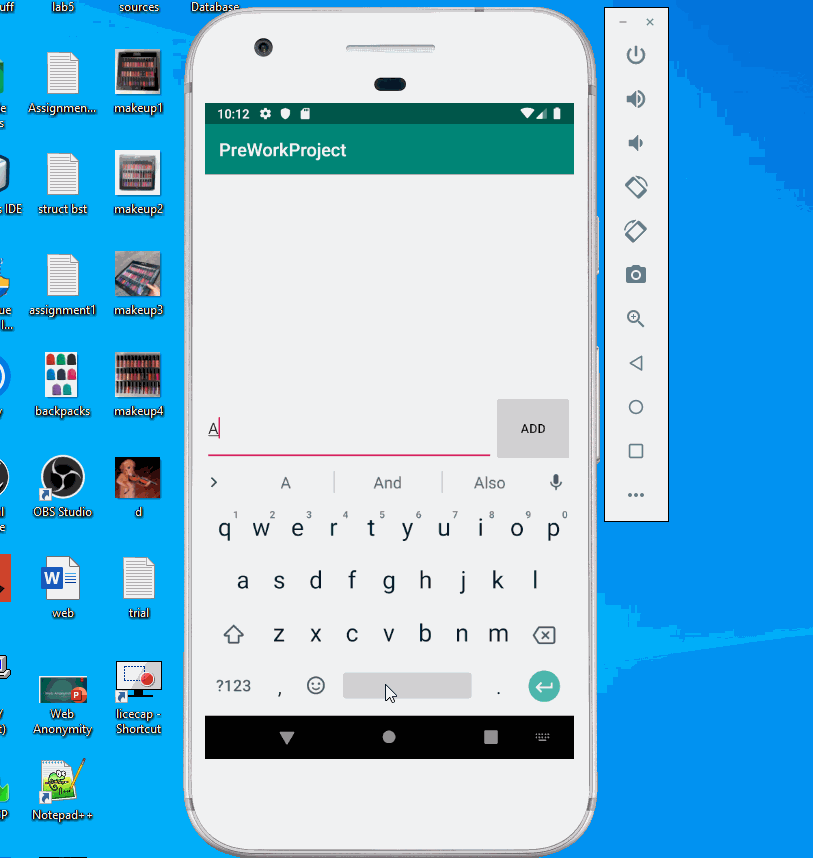 uff
lab5
sources
Database
Assignmen...
makeup1
struct bst
makeup2
IDE
assignment1
makeup3
ue
l...
backpacks
makeup4
OBS Studio
d
web
trial
Web
Anonymity
licecap -
Shortcut
Notepad++
10:12
PreWorkProject
A
ADD
A And Also
1 2 3 4 5 6 7 8 9 0
q w e r t y u i o p
a s d f g h j k l
z x c v b n m
?123 , .